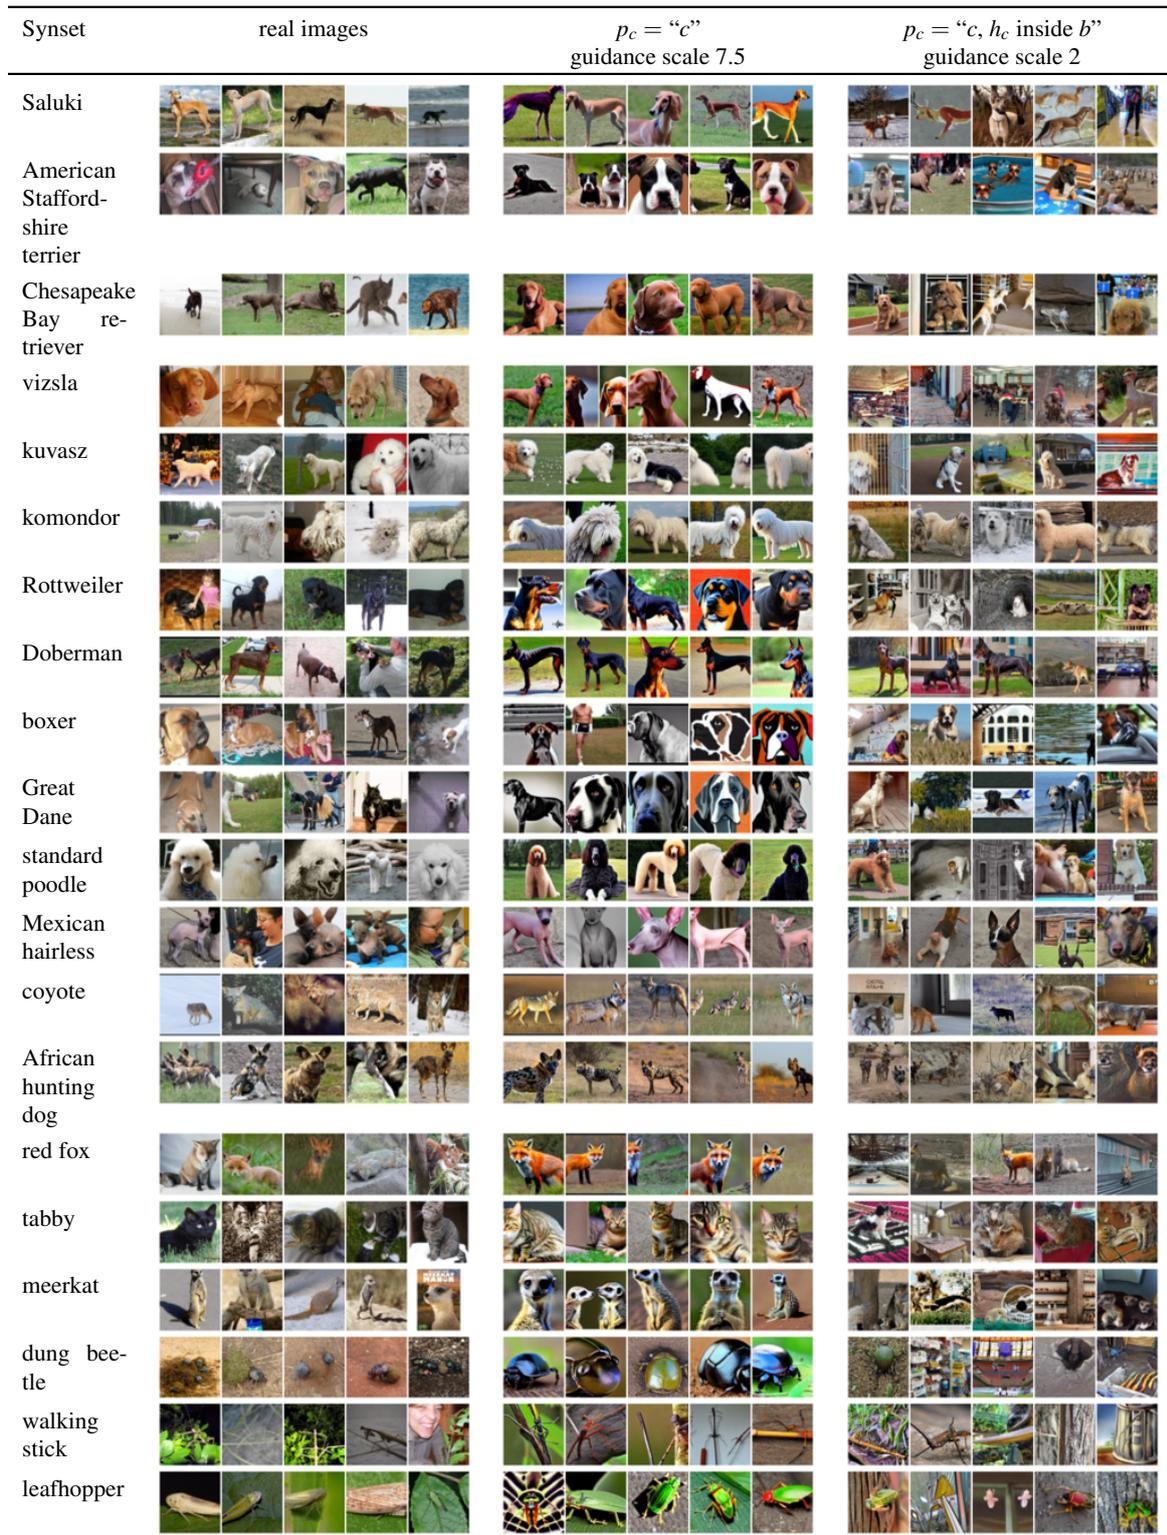 Synset real images p_c = “c” p_c = “c, h_c inside b”
guidance scale 7.5 guidance scale 2
Saluki
American
Stafford-
shire
terrier
Chesapeake
Bay re-
triever
vizsla
kuvasz
komondor
Rottweiler
Doberman
boxer
Great
Dane
standard
poodle
Mexican
hairless
coyote
African
hunting
dog
red fox
tabby
meerkat
MEERKAT
MANOR
dung bee-
tle
walking
stick
leafhopper